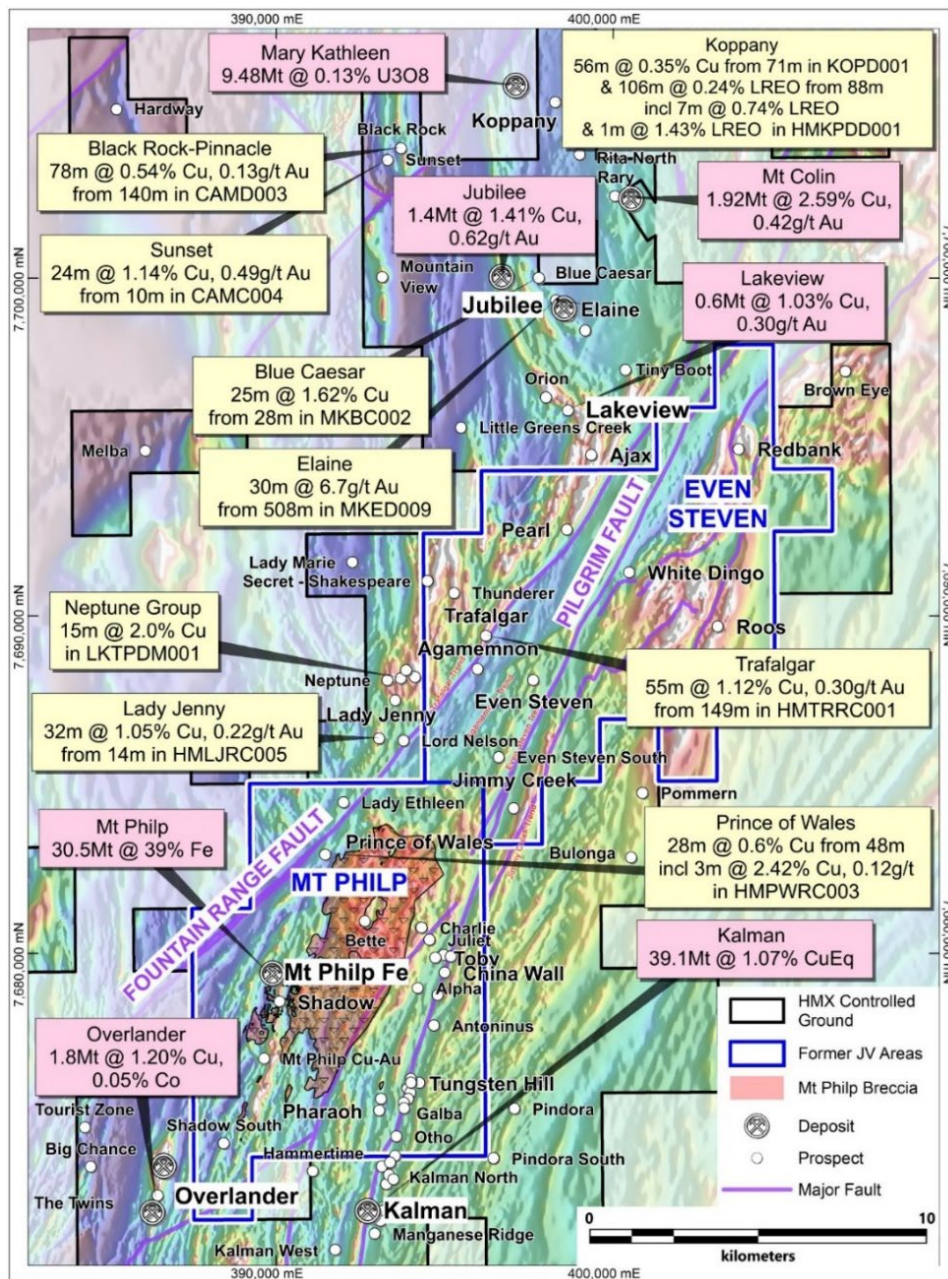 390,000 mE
400,000 mE
Mary Kathleen
9.48Mt @ 0.13% U3O8
Koppany
56m @ 0.35% Cu from 71m in KOPD001
& 106m @ 0.24% LREO from 88m
incl 7m @ 0.74% LREO
& 1m @ 1.43% LREO in HMKPDD001
Hardway
Koppany
Black Rock
Sunset
Black Rock-Pinnacle
78m @ 0.54% Cu, 0.13g/t Au
from 140m in CAMD003
Rita North
Rary
Jubilee
1.4Mt @ 1.41% Cu,
0.62g/t Au
Mt Colin
1.92Mt @ 2.59% Cu,
0.42g/t Au
Sunset
24m @ 1.14% Cu, 0.49g/t Au
from 10m in CAMC004
Mountain
View
Blue Caesar
Lakeview
0.6Mt @ 1.03% Cu,
0.30g/t Au
7,700,000 mN
7,700,000 mN
Jubilee
Elaine
Blue Caesar
25m @ 1.62% Cu
from 28m in MKBC002
Tiny Boot
Orion
Brown Eye
Lakeview
Little Greens Creek
Melba
Ajax
Redbank
Elaine
30m @ 6.7g/t Au
from 508m in MKED009
EVEN
STEVEN
Pearl
PILGRIM FAULT
Lady Marie
Secret - Shakespeare
White Dingo
Thunderer
Neptune Group
15m @ 2.0% Cu
in LKTPDM001
Trafalgar
Roos
7,690,000 mN
7,690,000 mN
Agamemnon
Neptune
Trafalgar
55m @ 1.12% Cu, 0.30g/t Au
from 149m in HMTRRC001
Even Steven
Lady Jenny
32m @ 1.05% Cu, 0.22g/t Au
from 14m in HMLJRC005
Lady Jenny
Lord Nelson
Even Steven South
Jimmy Creek
Pommern
Lady Ethleen
Mt Philp
30.5Mt @ 39% Fe
Prince of Wales
Prince of Wales
28m @ 0.6% Cu from 48m
incl 3m @ 2.42% Cu, 0.12g/t
in HMPWRC003
Bulonga
FOUNTAIN RANGE FAULT
MT PHILP
Bette
Charlie
Juliet
Toby
Kalman
39.1Mt @ 1.07% CuEq
7,680,000 mN
7,680,000 mN
Mt Philp Fe
China Wall
Shadow
Alpha
Antoninus
Overlander
1.8Mt @ 1.20% Cu,
0.05% Co
Mt Philp Cu-Au
Tungsten Hill
Tourist Zone
Pharaoh
Galba
Pindora
Shadow South
Big Chance
Otho
Hammertime
Pindora South
Kalman North
The Twins
Overlander
Kalman
Manganese Ridge
Kalman West
HMX Controlled
Ground
Former JV Areas
Mt Philp Breccia
Deposit
Prospect
Major Fault
0
10
kilometers
390,000 mE
400,000 mE